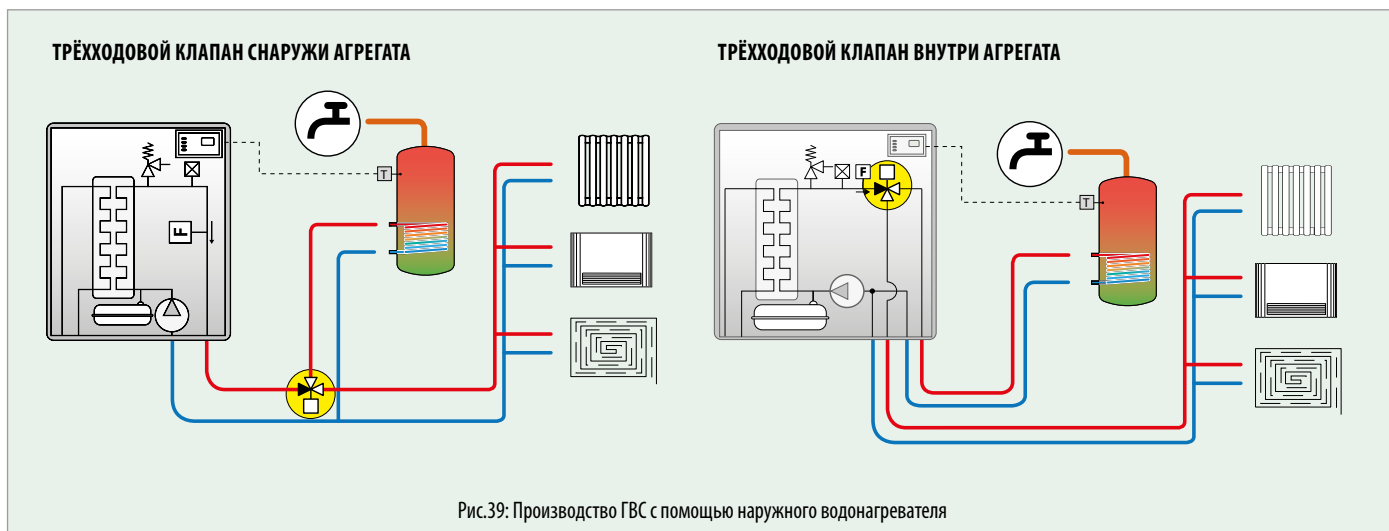 ТРЁХХОДОВОЙ КЛАПАН СНАРУЖИ АГРЕГАТА
ТРЁХХОДОВОЙ КЛАПАН ВНУТРИ АГРЕГАТА
T
F
F
T
Рис.39: Производство ГВС с помощью наружного водонагревателя